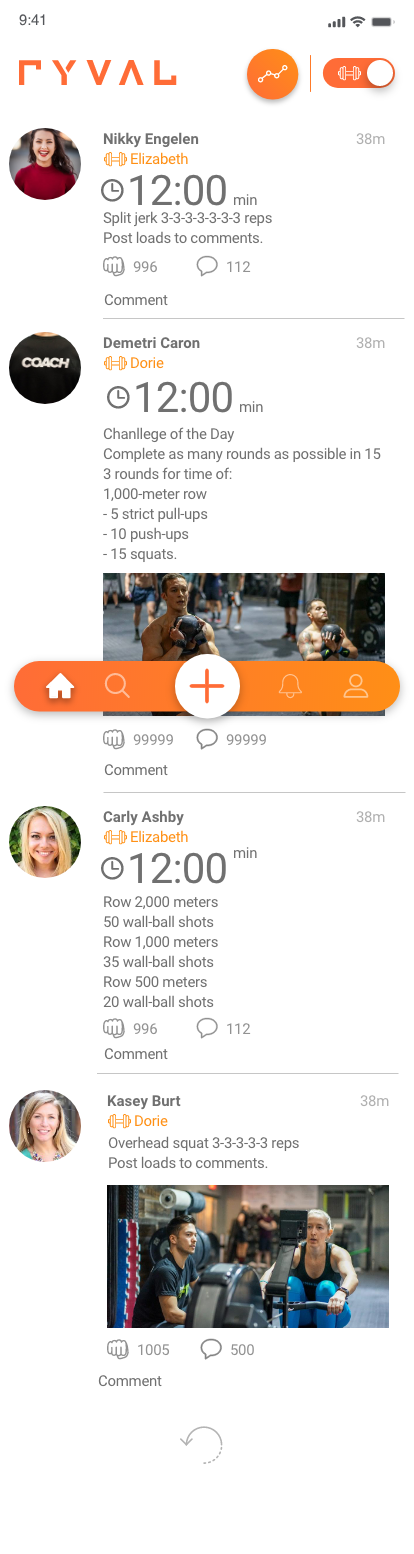 9:41
RYVAL
Nikky Engelen 38m
Elizabeth
12:00 min
Split jerk 3-3-3-3-3-3-3 reps
Post loads to comments.
996 112
Comment
Demetri Caron 38m
Dorie
12:00 min
COACH
Chanllege of the Day
Complete as many rounds as possible in 15
3 rounds for time of:
1,000-meter row
- 5 strict pull-ups
- 10 push-ups
- 15 squats.
99999 99999
Comment
Carly Ashby 38m
Elizabeth
12:00 min
Row 2,000 meters
50 wall-ball shots
Row 1,000 meters
35 wall-ball shots
Row 500 meters
20 wall-ball shots
996 112
Comment
Kasey Burt 38m
Dorie
Overhead squat 3-3-3-3-3 reps
Post loads to comments.
1005 500
Comment